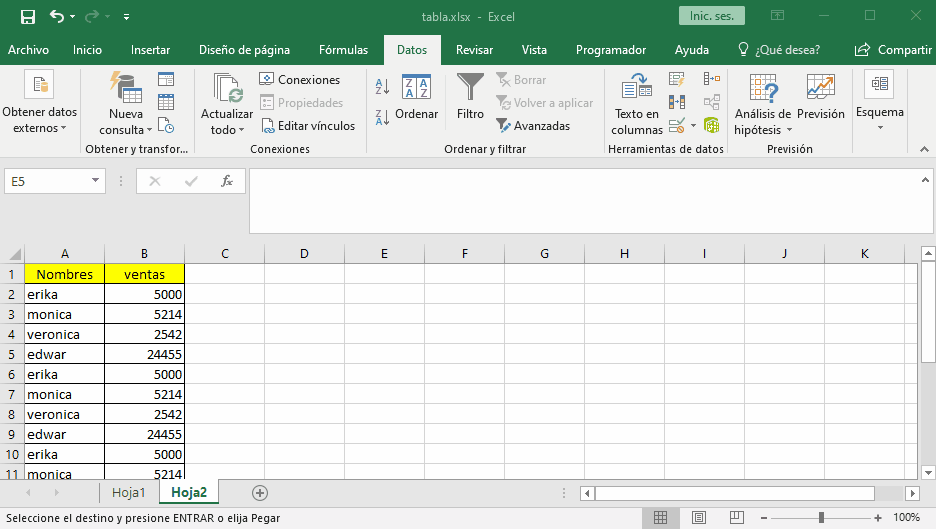 tabla.xlsx - Excel
Inic. ses.
Archivo Inicio Insertar Diseño de página Fórmulas Datos Revisar Vista Programador Ayuda ¿Qué desea? Compartir
Obtener datos externos
Nueva consulta
Obtener y transfor...
Actualizar todo
Conexiones
Propiedades
Editar vínculos
Conexiones
Ordenar
Filtro
Borrar
Volver a aplicar
Avanzadas
Ordenar y filtrar
Texto en columnas
Herramientas de datos
Análisis de hipótesis
Previsión
Previsión
Esquema
E5
fx
A B C D E F G H I J K
1 Nombres ventas
2 erika 5000
3 monica 5214
4 veronica 2542
5 edwar 24455
6 erika 5000
7 monica 5214
8 veronica 2542
9 edwar 24455
10 erika 5000
11 monica 5214
Hoja1 Hoja2
Seleccione el destino y presione ENTRAR o elija Pegar
100%